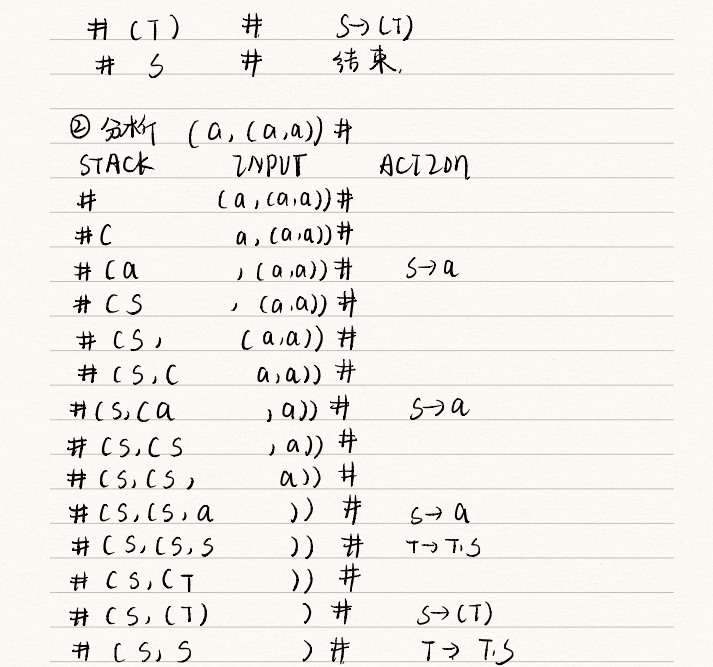 # (T) # S→(T)
# S # 结束.
② 分析 (a,(a,a))#
STACK INPUT ACTION
# (a,(a,a))#
#( a,(a,a))#
#(a ,(a,a))# S→a
#(S ,(a,a))#
#(S, (a,a))#
#(S,( a,a))#
#(S,(a ,a))# S→a
#(S,(S ,a))#
#(S,(S, a))#
#(S,(S,a ))# S→a
#(S,(S,S ))# T→T,S
#(S,(T ))#
#(S,(T) )# S→(T)
#(S,S )# T→T,S